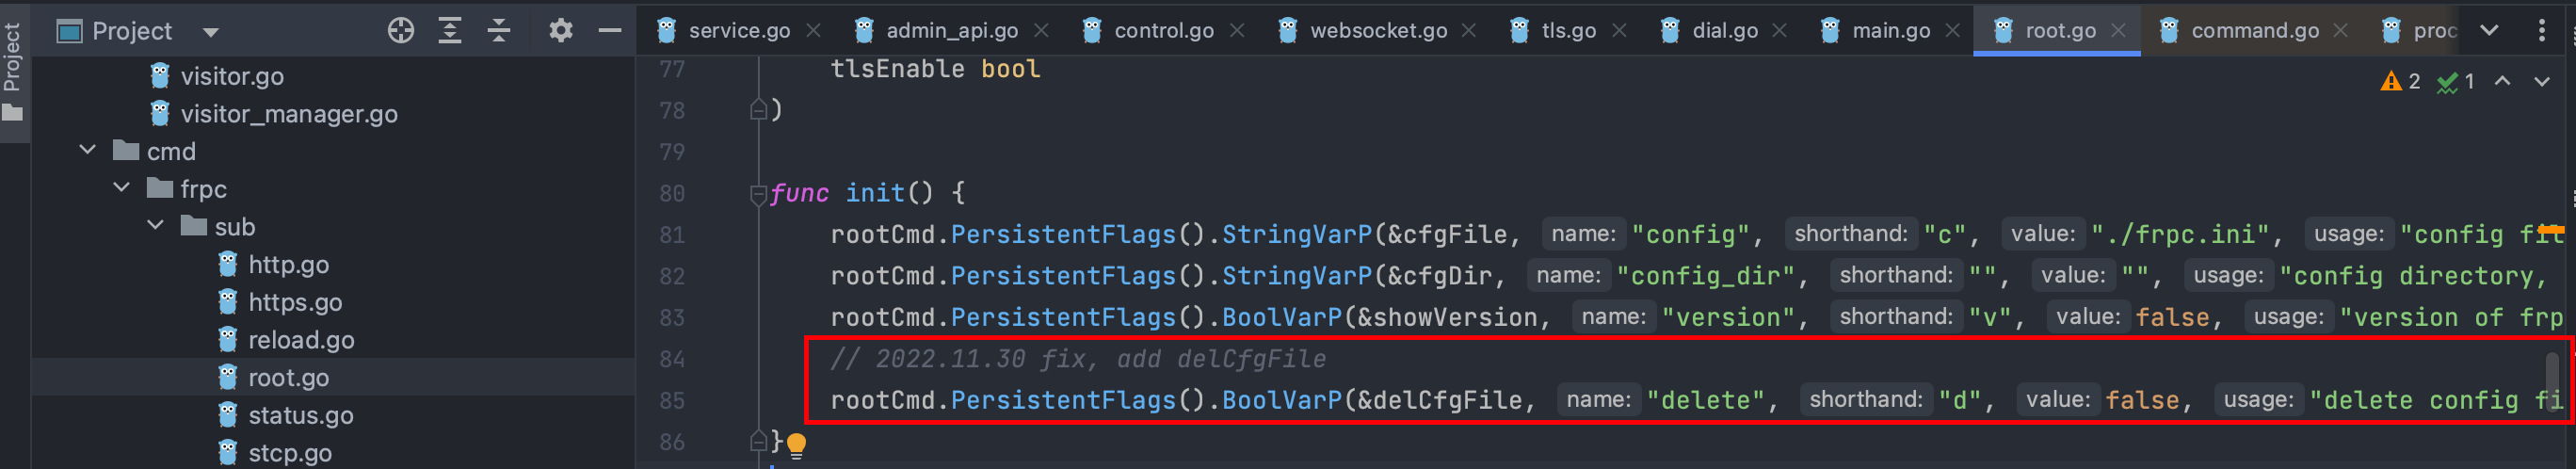 Project
Project
visitor.go
visitor_manager.go
cmd
frpc
sub
http.go
https.go
reload.go
root.go
status.go
stcp.go
service.go admin_api.go control.go websocket.go tls.go dial.go main.go root.go command.go proc
2 1
77 tlsEnable bool
78 )
79
80 func init() {
81 rootCmd.PersistentFlags().StringVarP(&cfgFile, name: "config", shorthand: "c", value: "./frpc.ini", usage: "config fil
82 rootCmd.PersistentFlags().StringVarP(&cfgDir, name: "config_dir", shorthand: "", value: "", usage: "config directory,
83 rootCmd.PersistentFlags().BoolVarP(&showVersion, name: "version", shorthand: "v", value: false, usage: "version of frp
84 // 2022.11.30 fix, add delCfgFile
85 rootCmd.PersistentFlags().BoolVarP(&delCfgFile, name: "delete", shorthand: "d", value: false, usage: "delete config fi
86 }